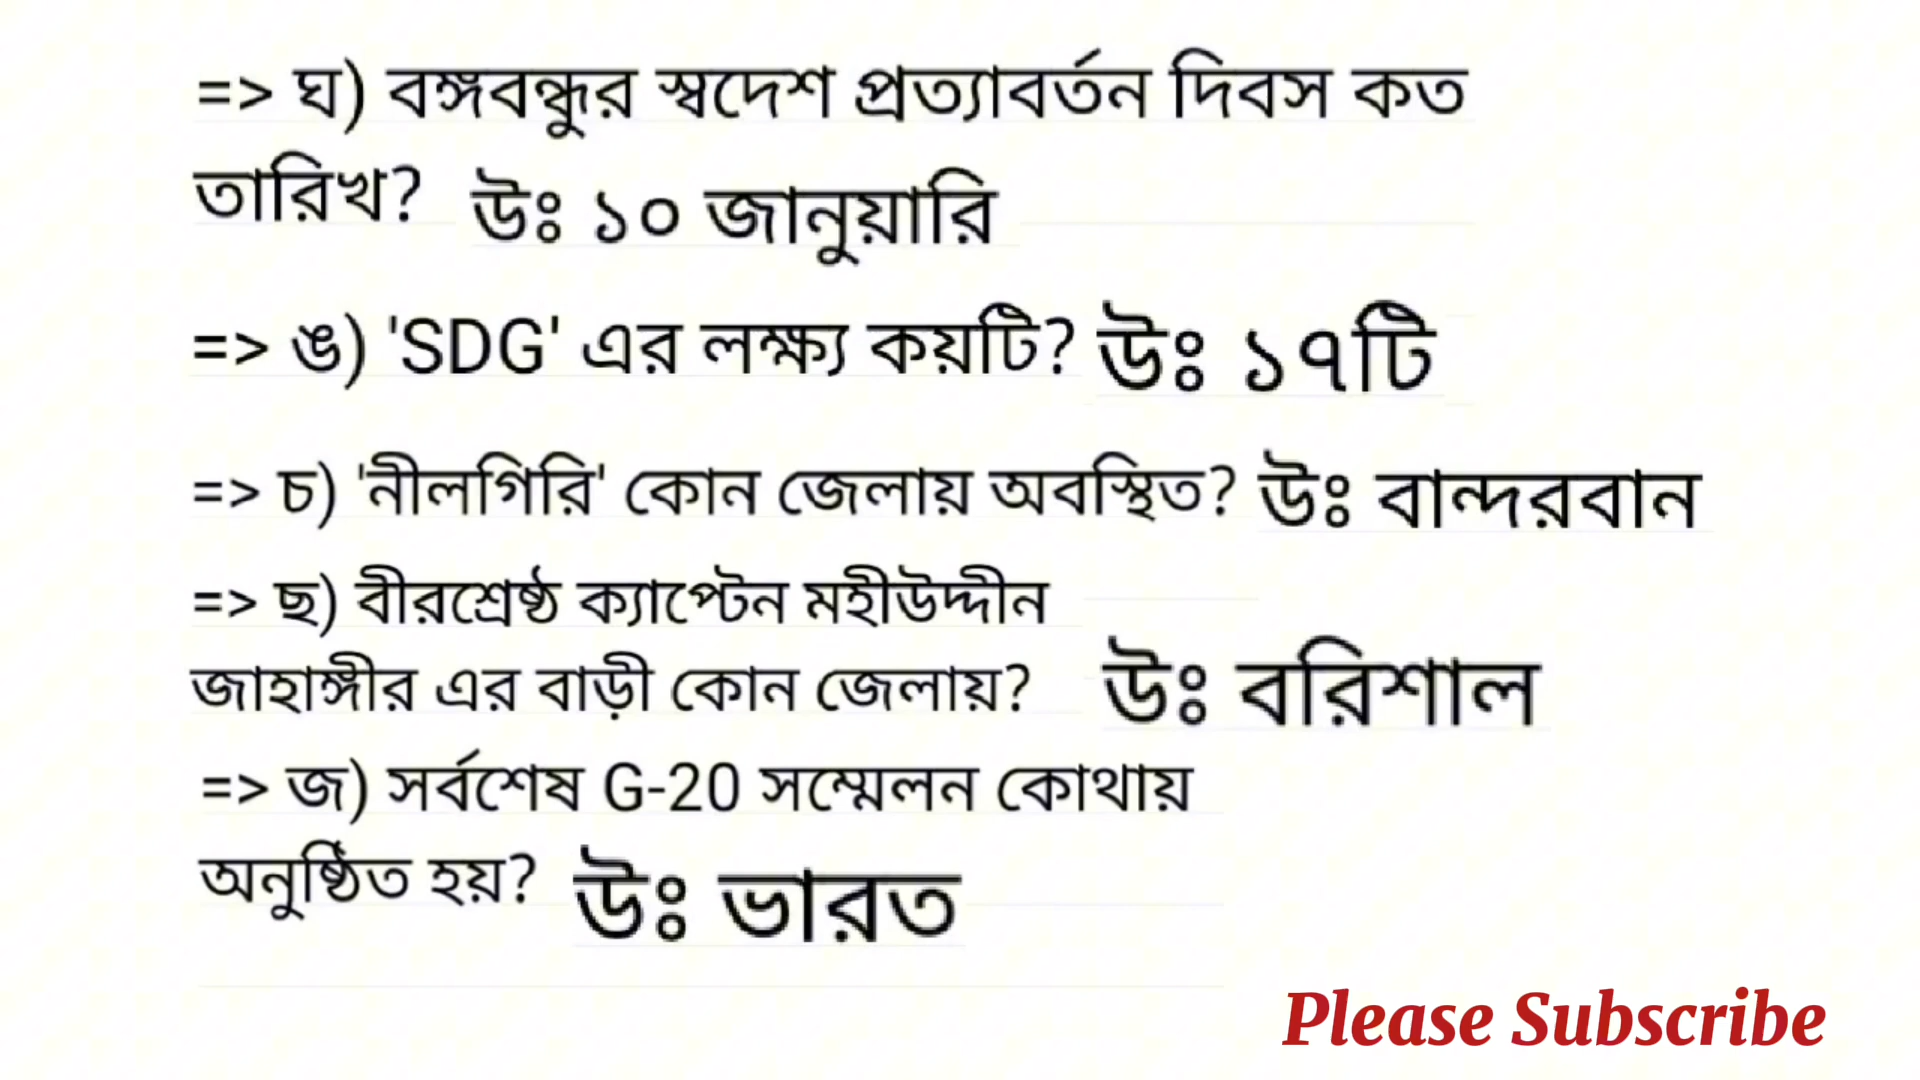 => ঘ) বঙ্গবন্ধুর স্বদেশ প্রত্যাবর্তন দিবস কত
তারিখ? উঃ ১০ জানুয়ারি
=> ঙ) 'SDG' এর লক্ষ্য কয়টি? উঃ ১৭টি
=> চ) 'নীলগিরি' কোন জেলায় অবস্থিত? উঃ বান্দরবান
=> ছ) বীরশ্রেষ্ঠ ক্যাপ্টেন মহীউদ্দীন
জাহাঙ্গীর এর বাড়ী কোন জেলায়? উঃ বরিশাল
=> জ) সর্বশেষ G-20 সম্মেলন কোথায়
অনুষ্ঠিত হয়? উঃ ভারত
Please Subscribe